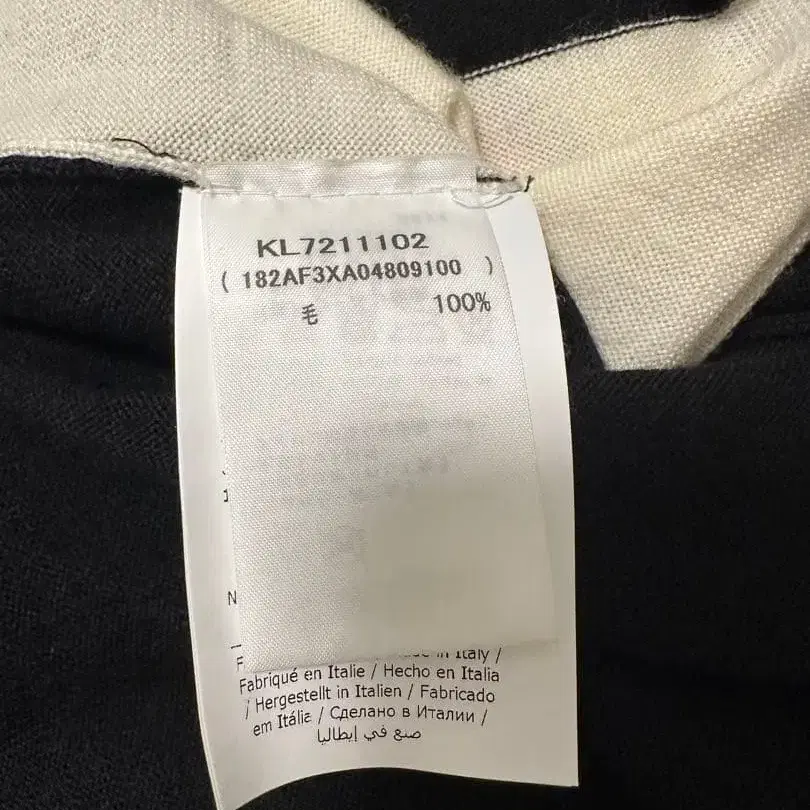 KL7211102
( 182AF3XA04809100 )
毛 100%
N
F
Italy /
Fabriqué en Italie / Hecho en Italia
/ Hergestellt in Italien / Fabricado
em Itália / Сделано в Италии /
صنع في إيطاليا